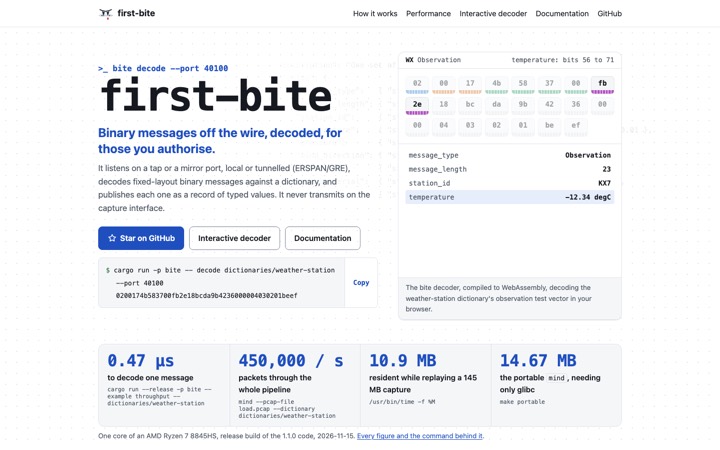 first-bite
How it works Performance Interactive decoder Documentation GitHub
>_ bite decode --port 40100
first-bite
Binary messages off the wire, decoded, for
those you authorise.
It listens on a tap or a mirror port, local or tunnelled (ERSPAN/GRE),
decodes fixed-layout binary messages against a dictionary, and
publishes each one as a record of typed values. It never transmits on the
capture interface.
Star on GitHub Interactive decoder Documentation
$ cargo run -p bite -- decode dictionaries/weather-station
--port 40100
0200174b583700fb2e18bcda9b4236000004030201beef
Copy
WX Observation temperature: bits 56 to 71
02 00 17 4b 58 37 00 fb
2e 18 bc da 9b 42 36 00
00 04 03 02 01 be ef
message_type Observation
message_length 23
station_id KX7
temperature −12.34 degC
The bite decoder, compiled to WebAssembly, decoding the
weather-station dictionary's observation test vector in your
browser.
0.47 µs
to decode one message
cargo run --release -p bite --
example throughput --
dictionaries/weather-station
450,000 / s
packets through the
whole pipeline
mind --pcap-file
load.pcap --dictionary
dictionaries/weather-station
10.9 MB
resident while replaying a 145
MB capture
/usr/bin/time -f %M
14.67 MB
the portable mind, needing
only glibc
make portable
One core of an AMD Ryzen 7 8845HS, release build of the 1.1.0 code, 2026-11-15. Every figure and the command behind it.